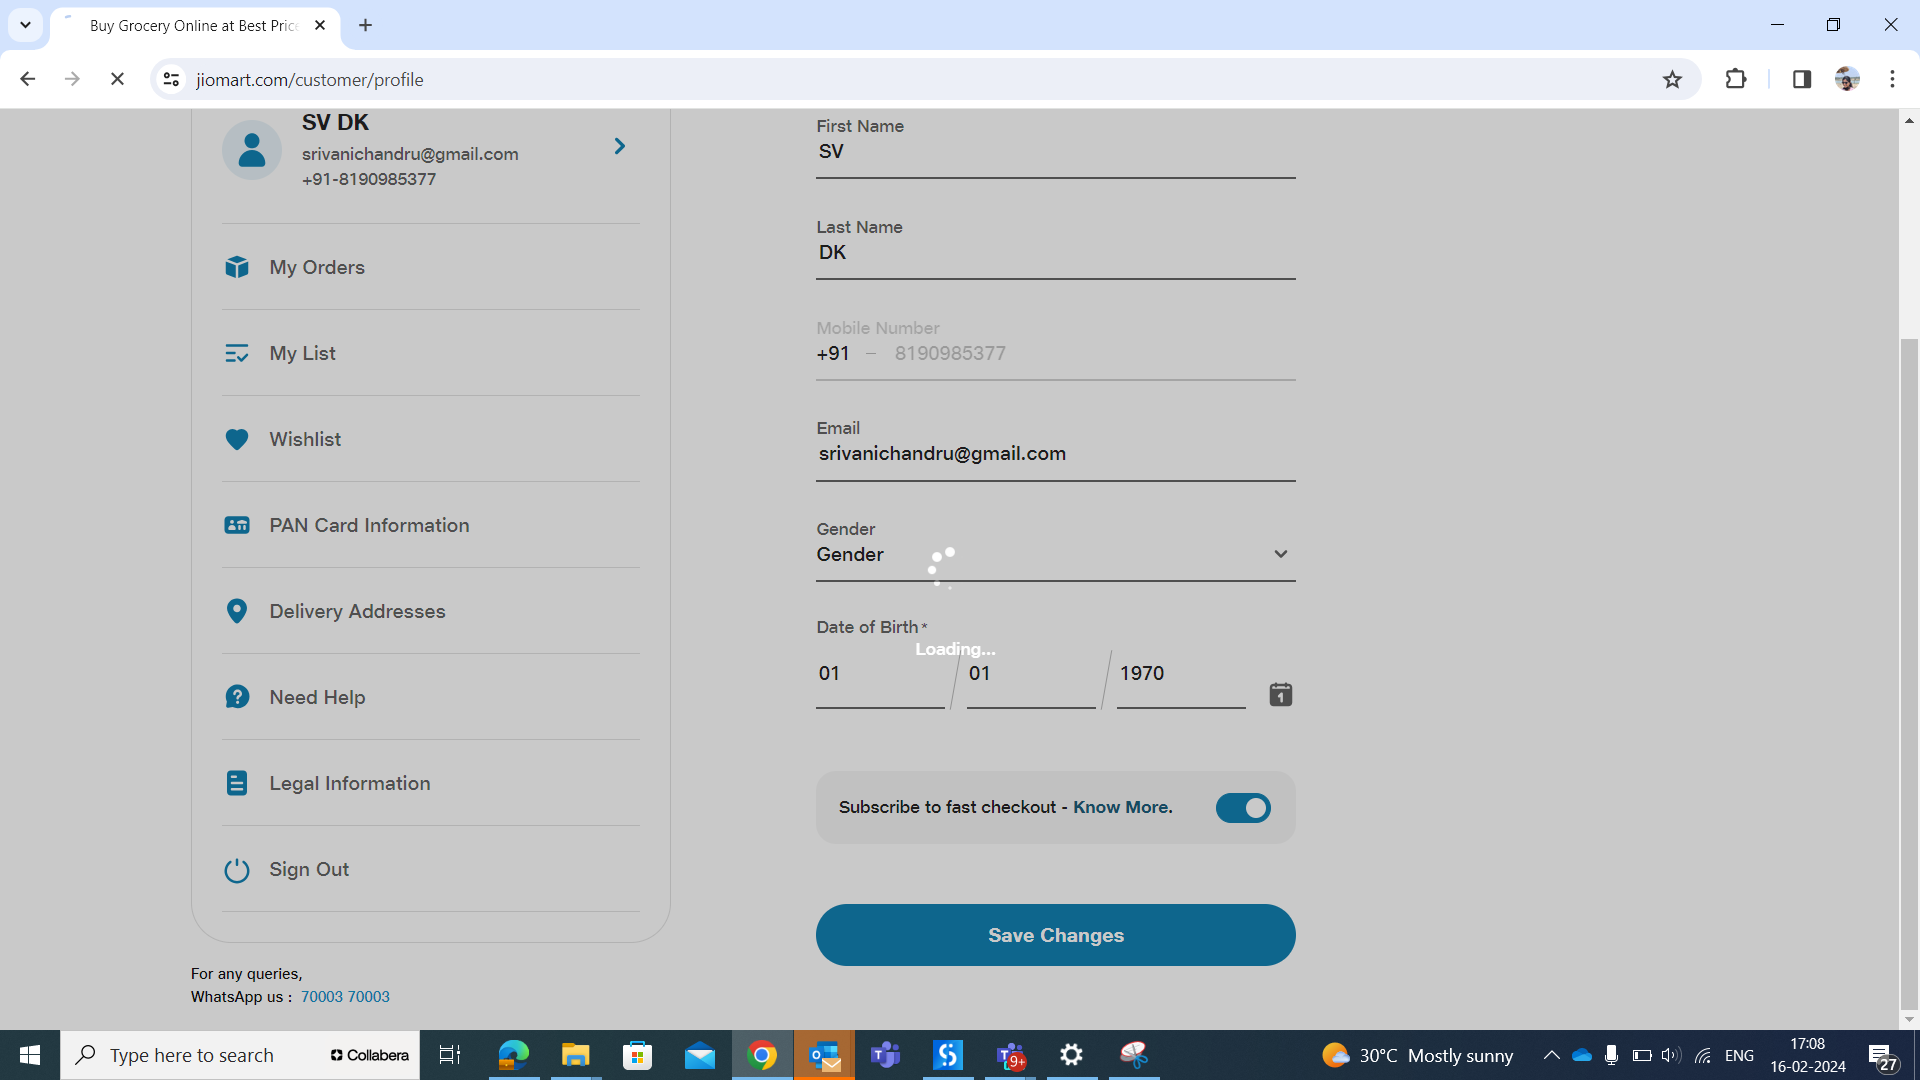 Buy Grocery Online at Best Price
jiomart.com/customer/profile
SV DK
srivanichandru@gmail.com
+91-8190985377
My Orders
My List
Wishlist
PAN Card Information
Delivery Addresses
Need Help
Legal Information
Sign Out
For any queries,
WhatsApp us : 70003 70003
First Name
SV
Last Name
DK
Mobile Number
+91 – 8190985377
Email
srivanichandru@gmail.com
Gender
Gender
Date of Birth*
Loading...
01 / 01 / 1970
1
Subscribe to fast checkout - Know More.
Save Changes
Type here to search
Collabera
9+
30°C Mostly sunny
ENG
17:08
16-02-2024
27